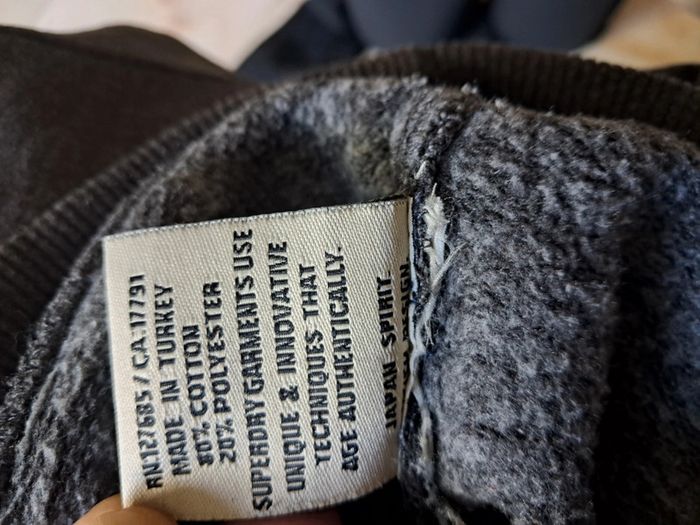 RN127685 / CA:17791
MADE IN TURKEY
80% COTTON
20% POLYESTER
SUPERDRY GARMENTS USE
UNIQUE & INNOVATIVE
TECHNIQUES THAT
AGE AUTHENTICALLY.
JAPAN SPIRIT.
DESIGN